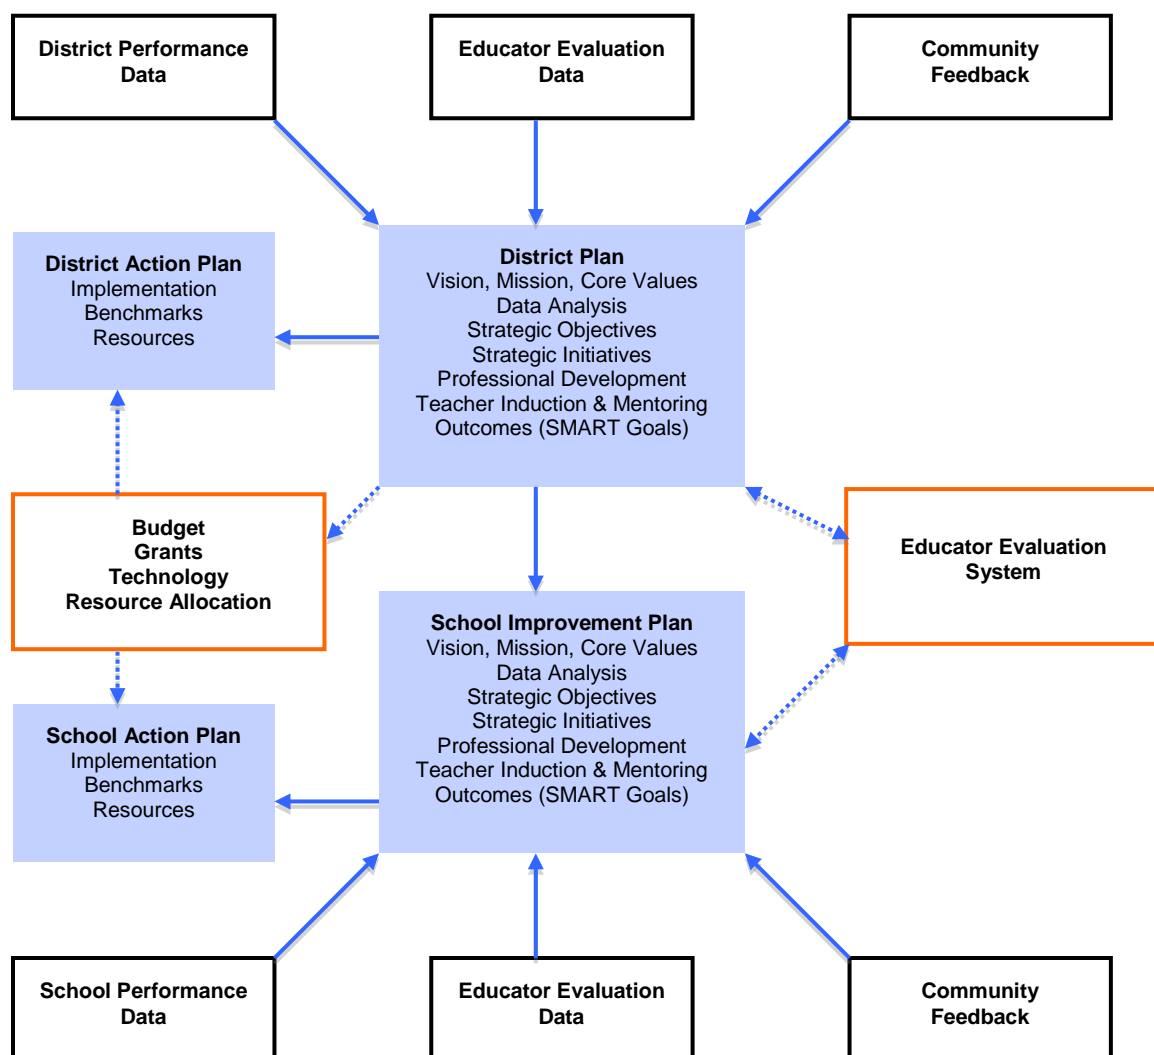 District Performance
Data
Educator Evaluation
Data
Community
Feedback
District Action Plan
Implementation
Benchmarks
Resources
District Plan
Vision, Mission, Core Values
Data Analysis
Strategic Objectives
Strategic Initiatives
Professional Development
Teacher Induction & Mentoring
Outcomes (SMART Goals)
Budget
Grants
Technology
Resource Allocation
Educator Evaluation
System
School Improvement Plan
Vision, Mission, Core Values
Data Analysis
Strategic Objectives
Strategic Initiatives
Professional Development
Teacher Induction & Mentoring
Outcomes (SMART Goals)
School Action Plan
Implementation
Benchmarks
Resources
School Performance
Data
Educator Evaluation
Data
Community
Feedback